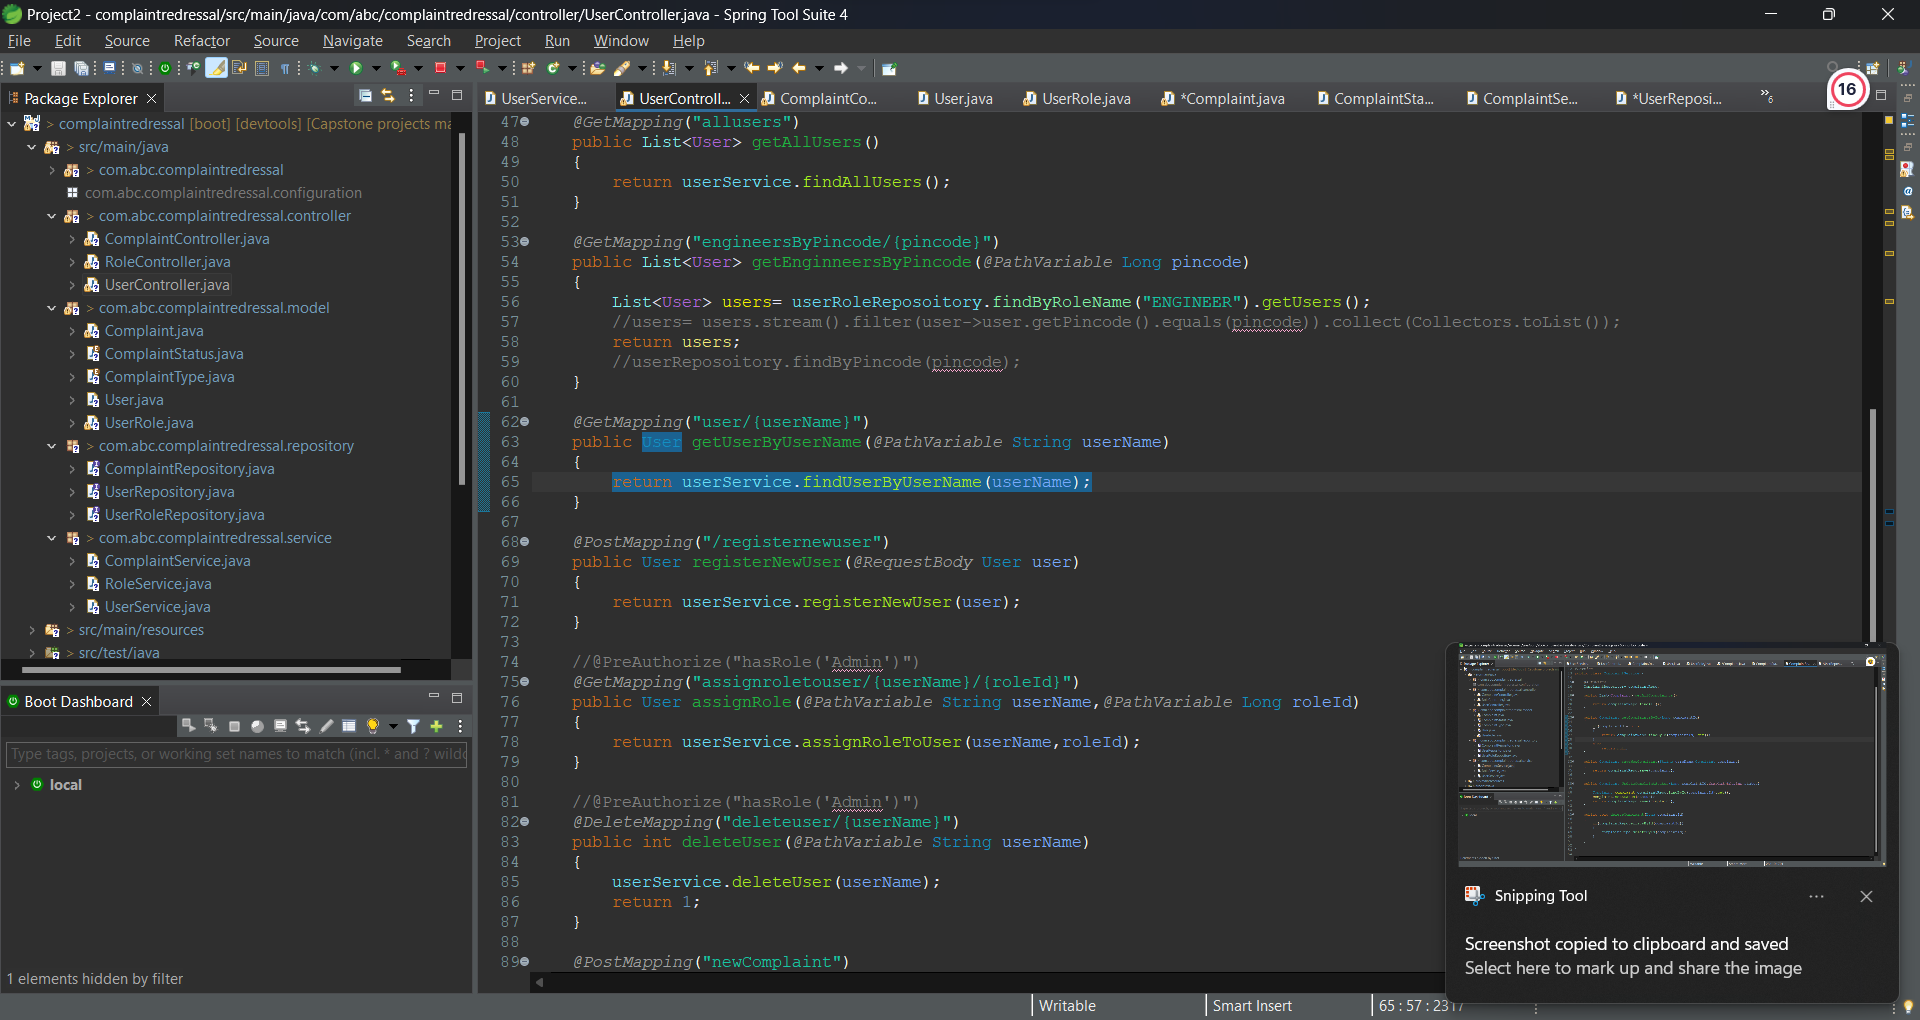 Project2 - complaintredressal/src/main/java/com/abc/complaintredressal/controller/UserController.java - Spring Tool Suite 4
File Edit Source Refactor Source Navigate Search Project Run Window Help
16
Package Explorer
> complaintredressal [boot] [devtools] [Capstone projects ma
> src/main/java
> com.abc.complaintredressal
com.abc.complaintredressal.configuration
> com.abc.complaintredressal.controller
ComplaintController.java
RoleController.java
UserController.java
> com.abc.complaintredressal.model
Complaint.java
ComplaintStatus.java
ComplaintType.java
User.java
UserRole.java
> com.abc.complaintredressal.repository
ComplaintRepository.java
UserRepository.java
UserRoleRepository.java
> com.abc.complaintredressal.service
ComplaintService.java
RoleService.java
UserService.java
> src/main/resources
> src/test/java
Boot Dashboard
Type tags, projects, or working set names to match (incl. * and ? wildc
local
1 elements hidden by filter
UserService... UserControll... ComplaintCo... User.java UserRole.java *Complaint.java ComplaintSta... ComplaintSe... *UserReposi... »6
47 @GetMapping("allusers")
48 public List<User> getAllUsers()
49 {
50 return userService.findAllUsers();
51 }
52
53 @GetMapping("engineersByPincode/{pincode}")
54 public List<User> getEnginneersByPincode(@PathVariable Long pincode)
55 {
56 List<User> users= userRoleReposoitory.findByRoleName("ENGINEER").getUsers();
57 //users= users.stream().filter(user->user.getPincode().equals(pincode)).collect(Collectors.toList());
58 return users;
59 //userReposoitory.findByPincode(pincode);
60 }
61
62 @GetMapping("user/{userName}")
63 public User getUserByUserName(@PathVariable String userName)
64 {
65 return userService.findUserByUserName(userName);
66 }
67
68 @PostMapping("/registernewuser")
69 public User registerNewUser(@RequestBody User user)
70 {
71 return userService.registerNewUser(user);
72 }
73
74 //@PreAuthorize("hasRole('Admin')")
75 @GetMapping("assignroletouser/{userName}/{roleId}")
76 public User assignRole(@PathVariable String userName,@PathVariable Long roleId)
77 {
78 return userService.assignRoleToUser(userName,roleId);
79 }
80
81 //@PreAuthorize("hasRole('Admin')")
82 @DeleteMapping("deleteuser/{userName}")
83 public int deleteUser(@PathVariable String userName)
84 {
85 userService.deleteUser(userName);
86 return 1;
87 }
88
89 @PostMapping("newComplaint")
Snipping Tool
Screenshot copied to clipboard and saved
Select here to mark up and share the image
Writable Smart Insert 65 : 57 : 2317